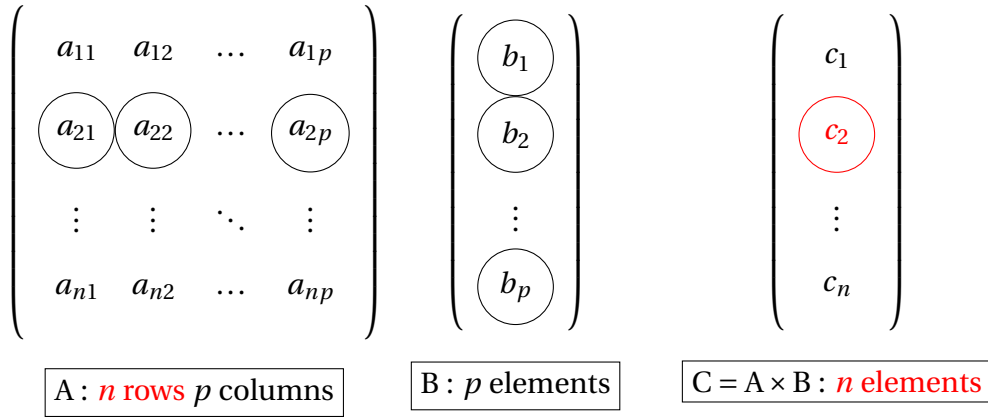 a₁₁ a₁₂ … a₁ₚ b₁ c₁
a₂₁ a₂₂ … a₂ₚ b₂ c₂
⋮ ⋮ ⋱ ⋮ ⋮ ⋮
aₙ₁ aₙ₂ … aₙₚ bₚ cₙ
A : n rows p columns B : p elements C = A × B : n elements